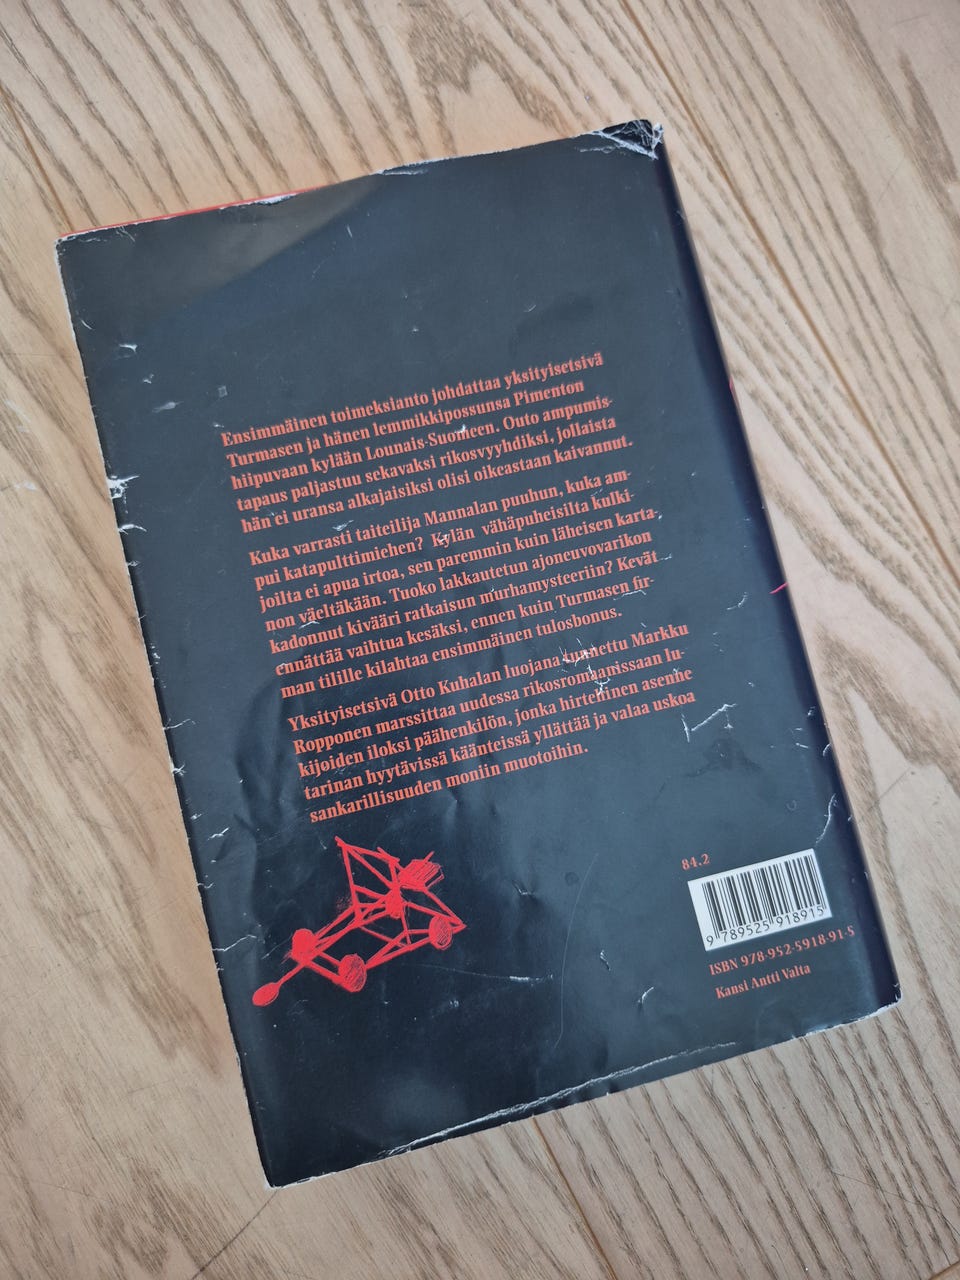 Ensimmäinen toimeksianto johdattaa yksityisetsivä
Turmasen ja hänen lemmikkipossunsa Pimenton
hiipuvaan kylään Lounais-Suomeen. Outo ampumis-
tapaus paljastuu sekavaksi rikosvyyhdiksi, jollaista
hän ei uransa alkajaisiksi olisi oikeastaan kaivannut.
Kuka varrasti taiteilija Mannalan puuhun, kuka am-
pui katapulttimiehen? Kylän vähäpuheisilta kulki-
joilta ei apua irtoa, sen paremmin kuin läheisen karta-
non väeltäkään. Tuoko lakkautetun ajoneuvovarikon
kadonnut kivääri ratkaisun murhamysteeriin? Kevät
ennättää vaihtua kesäksi, ennen kuin Turmasen fir-
man tilille kilahtaa ensimmäinen tulosbonus.
Yksityisetsivä Otto Kuhalan luojana tunnettu Markku
Ropponen marssittaa uudessa rikosromaanissaan lu-
kijoiden iloksi päähenkilön, jonka hirtehinen asenne
tarinan hyytävissä käänteissä yllättää ja valaa uskoa
sankarillisuuden moniin muotoihin.
84.2
9 789525 918915
ISBN 978-952-5918-91-5
Kansi Antti Valta